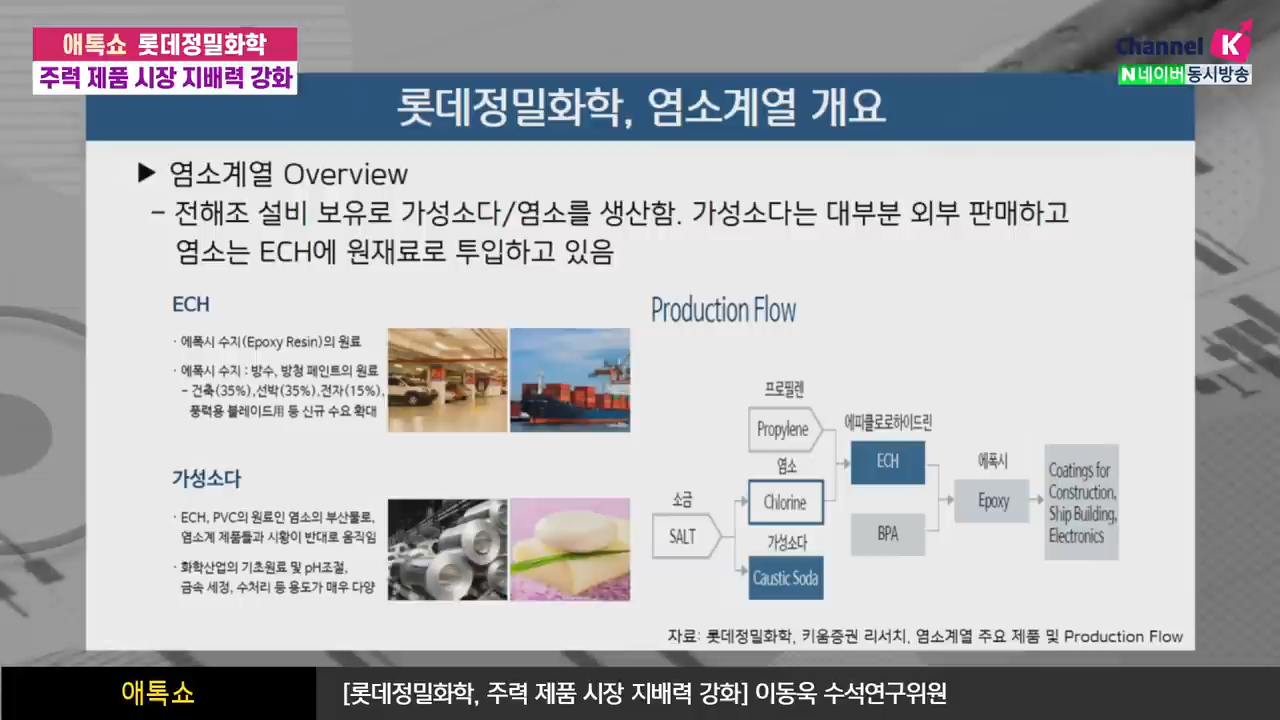 애톡쇼 롯데정밀화학
주력 제품 시장 지배력 강화
Channel K
N 네이버 동시방송
롯데정밀화학, 염소계열 개요
▶ 염소계열 Overview
- 전해조 설비 보유로 가성소다/염소를 생산함. 가성소다는 대부분 외부 판매하고
염소는 ECH에 원재료로 투입하고 있음
ECH
· 에폭시 수지(Epoxy Resin)의 원료
· 에폭시 수지 : 방수, 방청 페인트의 원료
- 건축(35%),선박(35%),전자(15%),
풍력용 블레이드用 등 신규 수요 확대
가성소다
· ECH, PVC의 원료인 염소의 부산물로,
염소계 제품들과 시황이 반대로 움직임
· 화학산업의 기초원료 및 pH조절,
금속 세정, 수처리 등 용도가 매우 다양
Production Flow
소금
SALT
프로필렌
Propylene
염소
Chlorine
가성소다
Caustic Soda
에피클로로하이드린
ECH
BPA
에폭시
Epoxy
Coatings for
Construction,
Ship Building,
Electronics
자료: 롯데정밀화학, 키움증권 리서치, 염소계열 주요 제품 및 Production Flow
애톡쇼
[롯데정밀화학, 주력 제품 시장 지배력 강화] 이동욱 수석연구위원